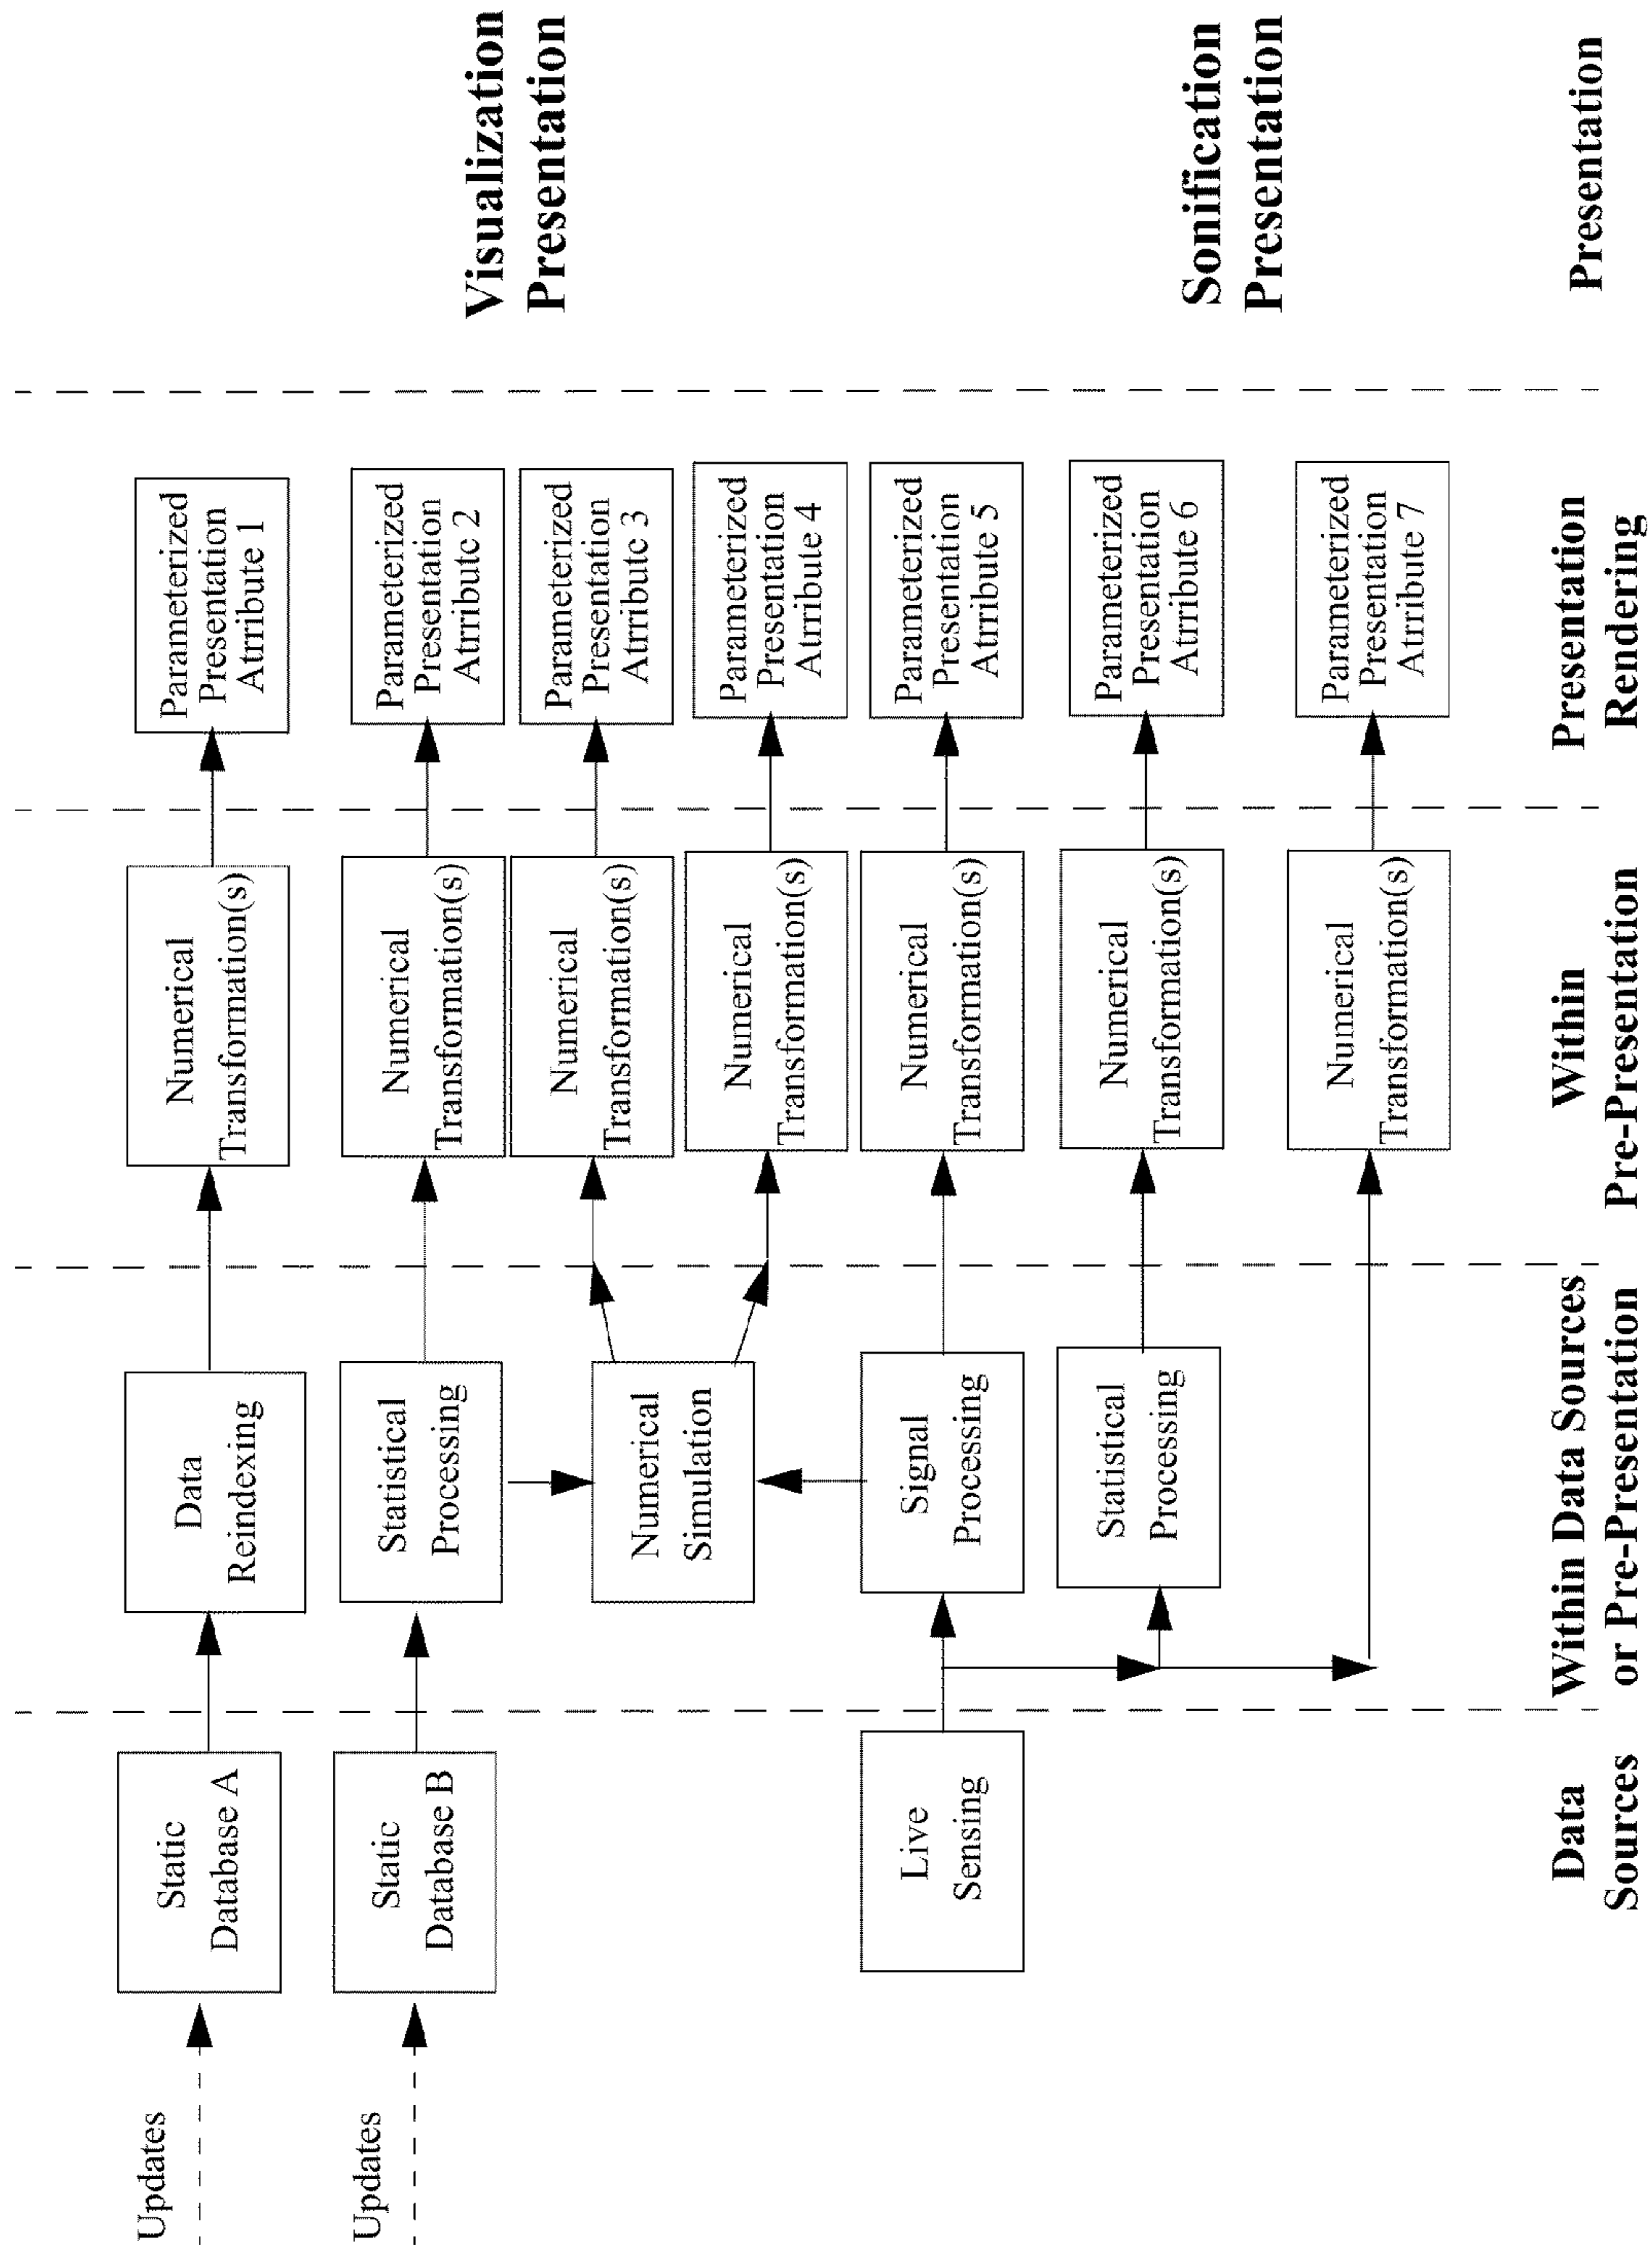 Updates
Static
Database A
Data
Reindexing
Numerical
Transformation(s)
Parameterized
Presentation
Atrribute 1
Updates
Static
Database B
Statistical
Processing
Numerical
Transformation(s)
Parameterized
Presentation
Atrribute 2
Visualization
Presentation
Numerical
Simulation
Numerical
Transformation(s)
Parameterized
Presentation
Atrribute 3
Numerical
Transformation(s)
Parameterized
Presentation
Atrribute 4
Live
Sensing
Signal
Processing
Numerical
Transformation(s)
Parameterized
Presentation
Atrribute 5
Statistical
Processing
Numerical
Transformation(s)
Parameterized
Presentation
Atrribute 6
Sonification
Presentation
Numerical
Transformation(s)
Parameterized
Presentation
Atrribute 7
Data
Sources
Within Data Sources
or Pre-Presentation
Within
Pre-Presentation
Presentation
Rendering
Presentation